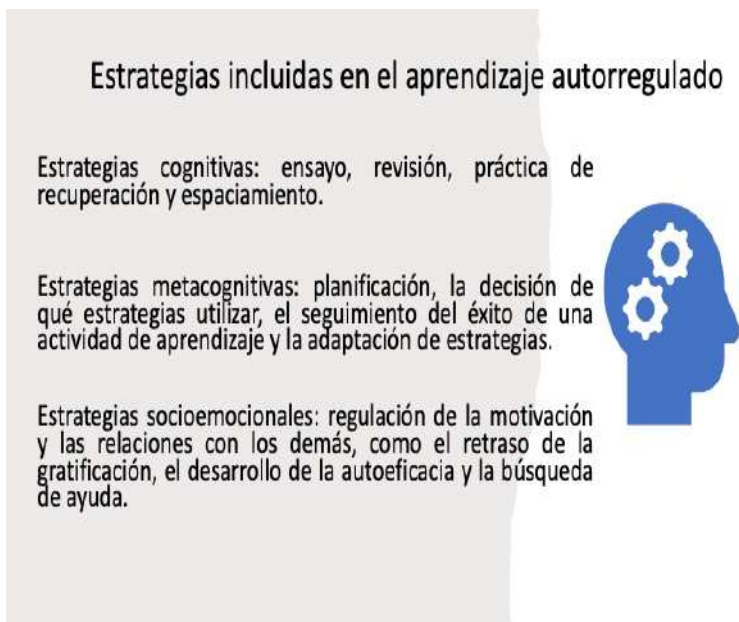 Estrategias incluidas en el aprendizaje autorregulado
Estrategias cognitivas: ensayo, revisión, práctica de
recuperación y espaciamiento.
Estrategias metacognitivas: planificación, la decisión de
qué estrategias utilizar, el seguimiento del éxito de una
actividad de aprendizaje y la adaptación de estrategias.
Estrategias socioemocionales: regulación de la motivación
y las relaciones con los demás, como el retraso de la
gratificación, el desarrollo de la autoeficacia y la búsqueda
de ayuda.